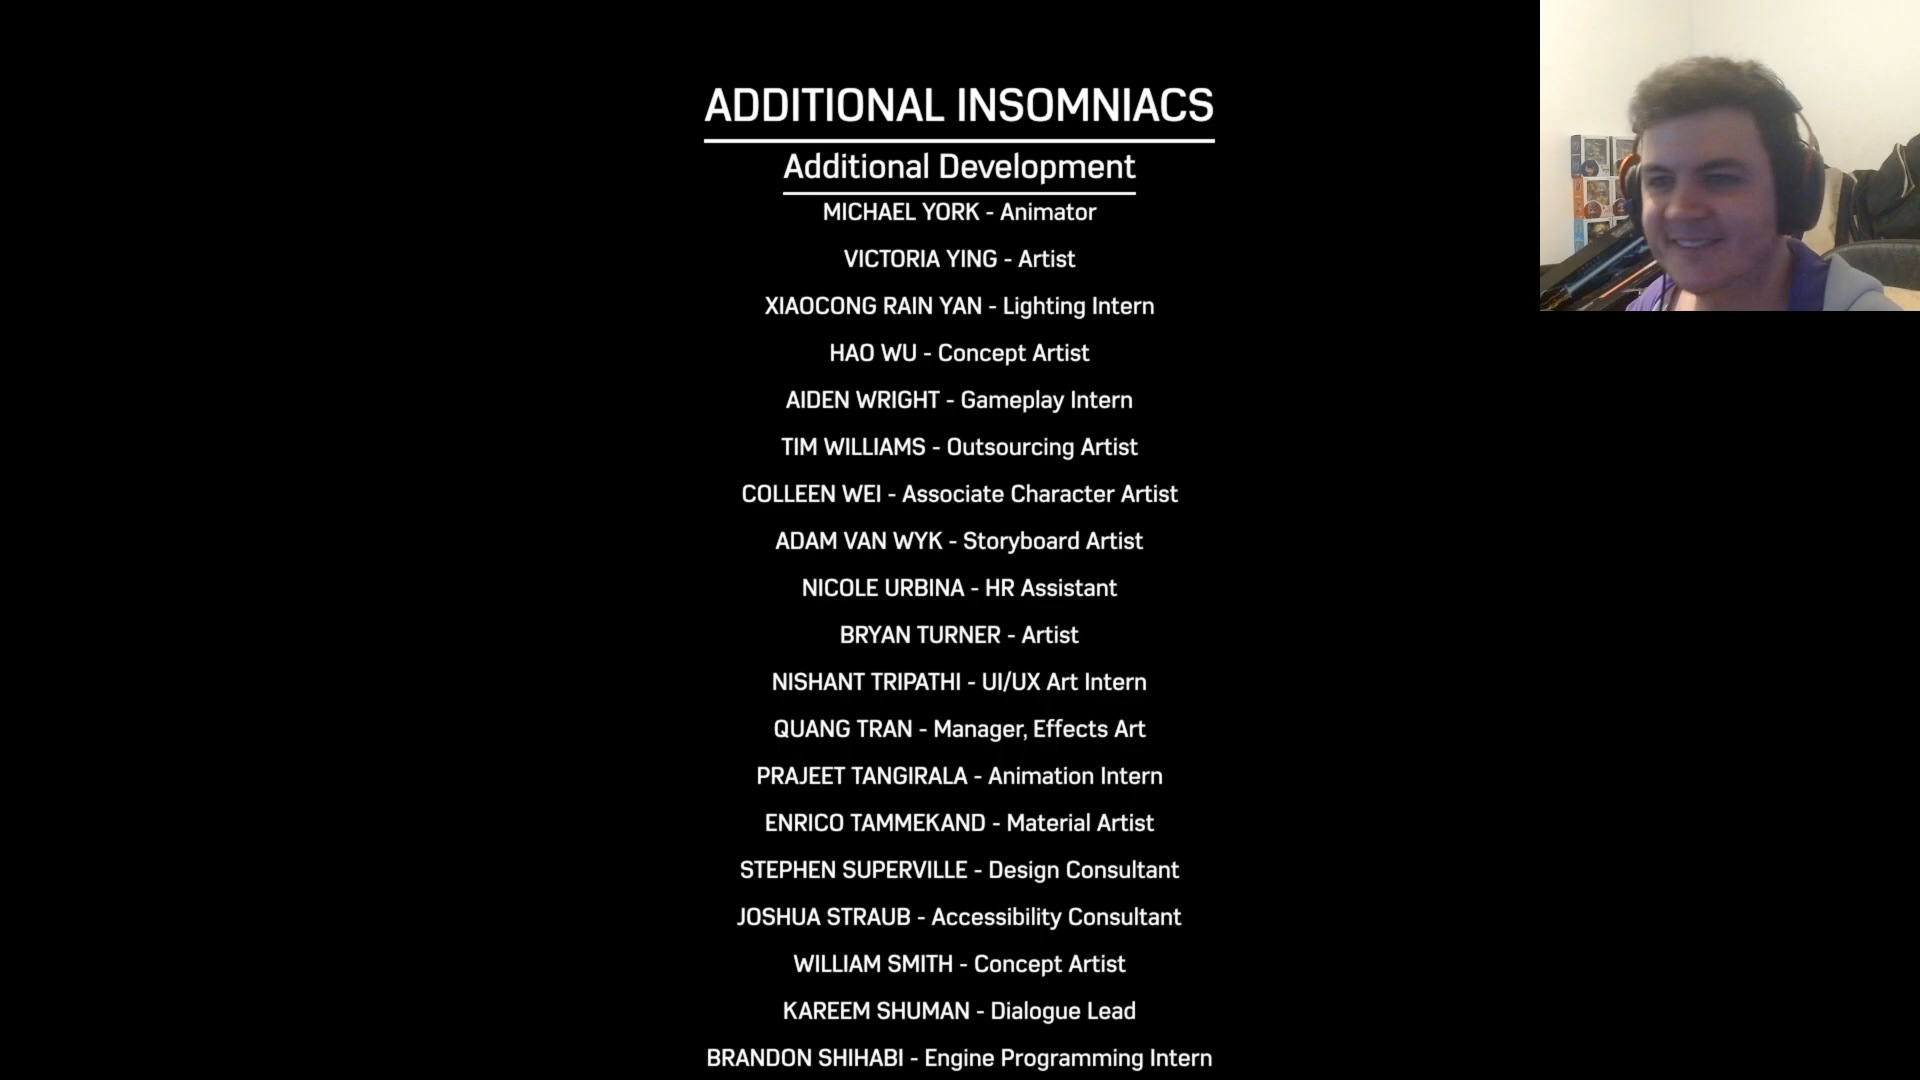 ADDITIONAL INSOMNIACS
Additional Development
MICHAEL YORK - Animator
VICTORIA YING - Artist
XIAOCONG RAIN YAN - Lighting Intern
HAO WU - Concept Artist
AIDEN WRIGHT - Gameplay Intern
TIM WILLIAMS - Outsourcing Artist
COLLEEN WEI - Associate Character Artist
ADAM VAN WYK - Storyboard Artist
NICOLE URBINA - HR Assistant
BRYAN TURNER - Artist
NISHANT TRIPATHI - UI/UX Art Intern
QUANG TRAN - Manager, Effects Art
PRAJEET TANGIRALA - Animation Intern
ENRICO TAMMEKAND - Material Artist
STEPHEN SUPERVILLE - Design Consultant
JOSHUA STRAUB - Accessibility Consultant
WILLIAM SMITH - Concept Artist
KAREEM SHUMAN - Dialogue Lead
BRANDON SHIHABI - Engine Programming Intern